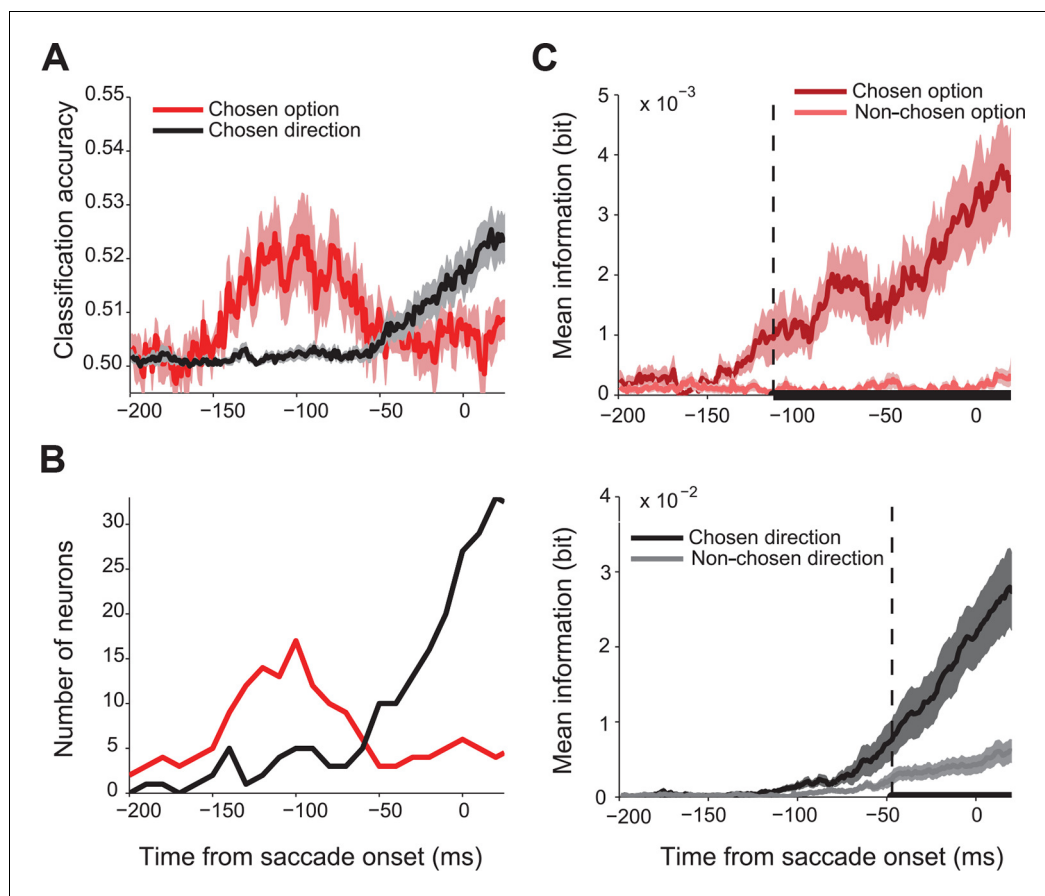 A
Classification accuracy
0.55
0.54
0.53
0.52
0.51
0.50
Chosen option
Chosen direction
−200
−150
−100
−50
0
B
Number of neurons
30
25
20
15
10
5
0
−200
−150
−100
−50
0
Time from saccade onset (ms)
C
Mean information (bit)
x 10⁻³
5
4
3
2
1
0
Chosen option
Non−chosen option
−200
−150
−100
−50
0
Mean information (bit)
x 10⁻²
4
3
2
1
0
Chosen direction
Non−chosen direction
−200
−150
−100
−50
0
Time from saccade onset (ms)